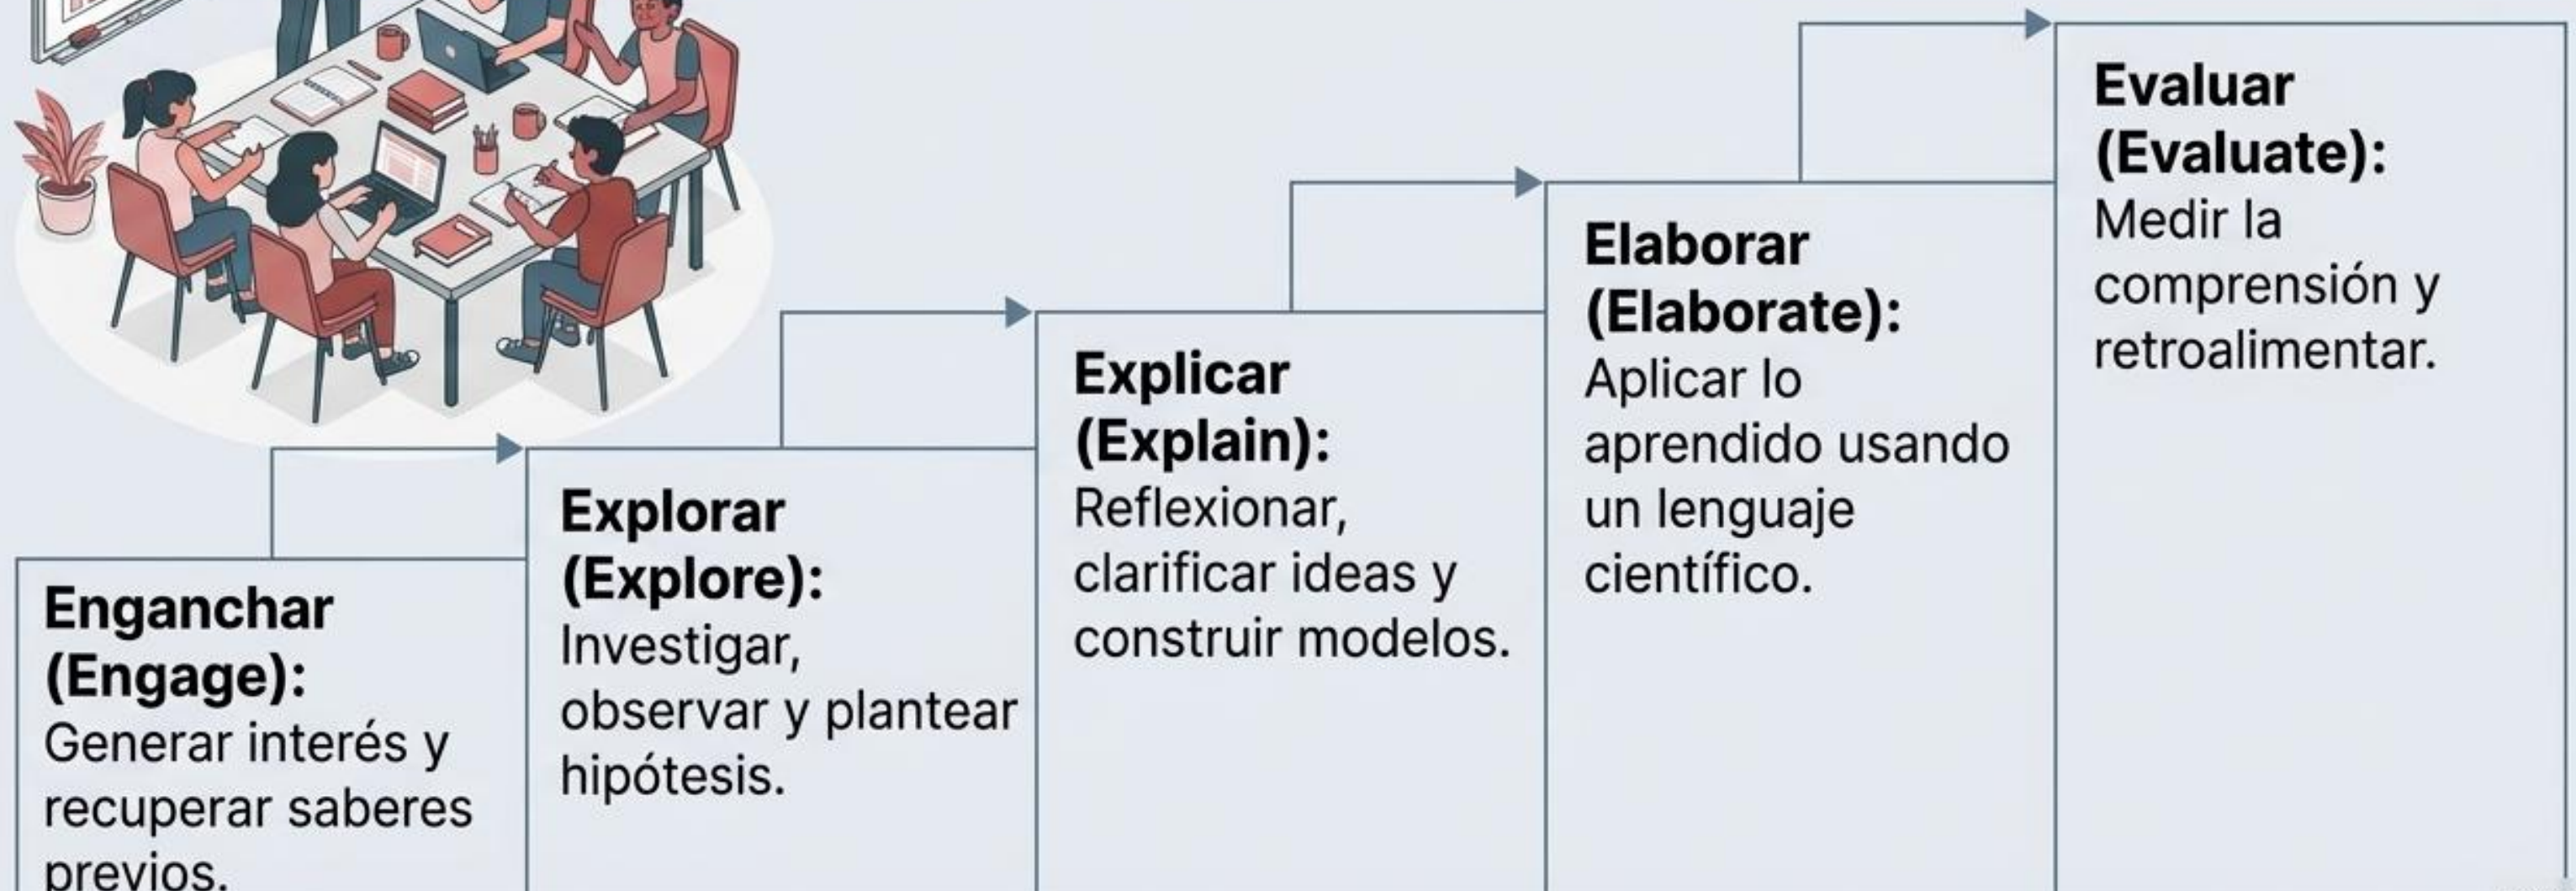 Enganchar
(Engage):
Generar interés y
recuperar saberes
previos.
Explorar
(Explore):
Investigar,
observar y plantear
hipótesis.
Explicar
(Explain):
Reflexionar,
clarificar ideas y
construir modelos.
Elaborar
(Elaborate):
Aplicar lo
aprendido usando
un lenguaje
científico.
Evaluar
(Evaluate):
Medir la
comprensión y
retroalimentar.